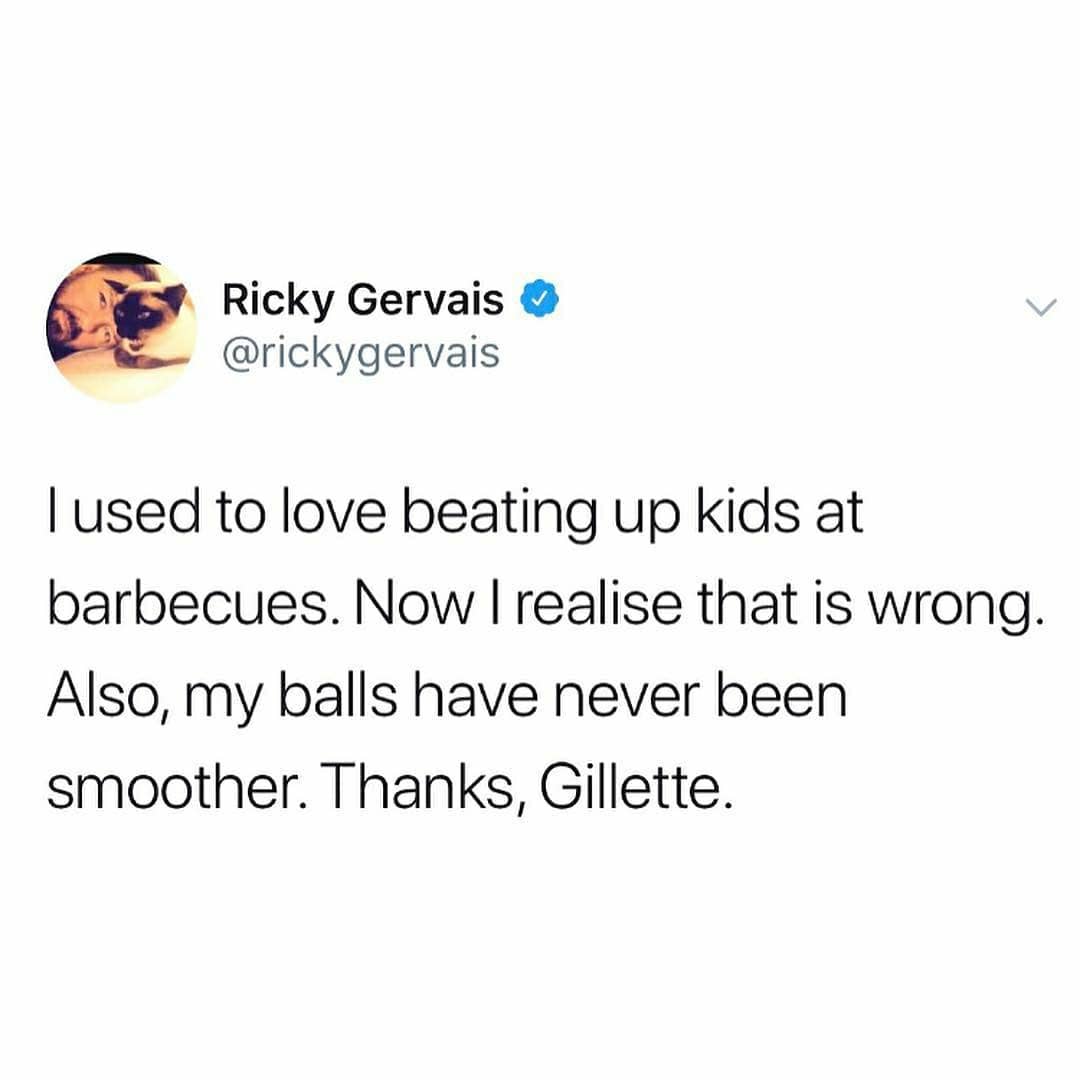 Ricky Gervais
@rickygervais
I used to love beating up kids at
barbecues. Now I realise that is wrong.
Also, my balls have never been
smoother. Thanks, Gillette.